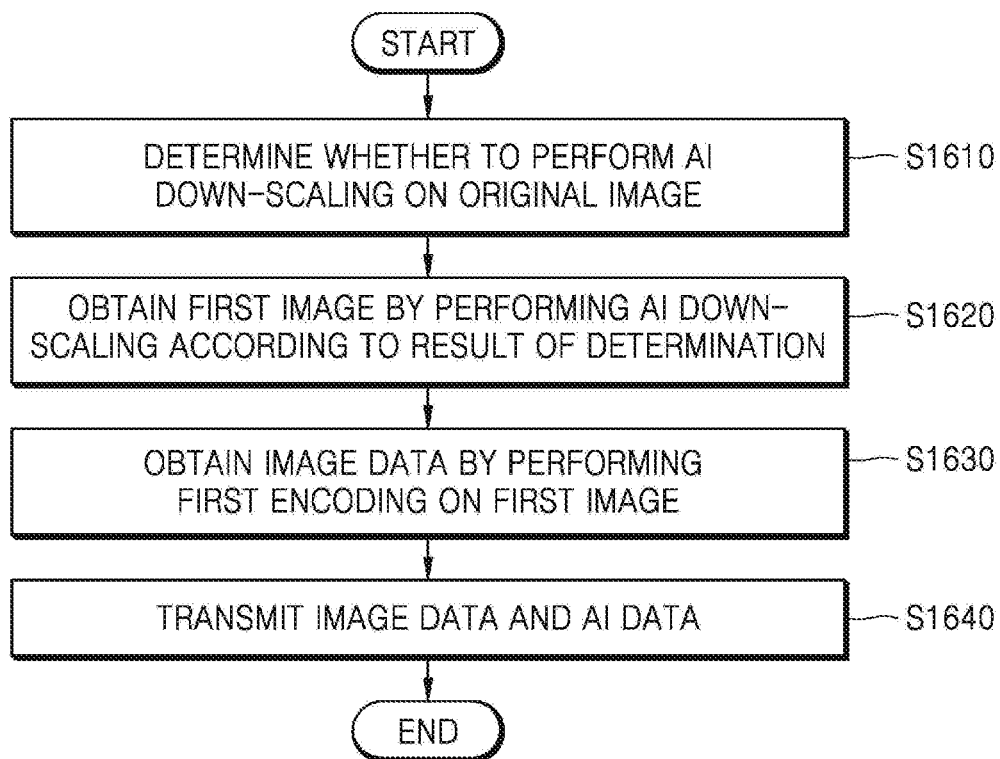 START
DETERMINE WHETHER TO PERFORM AI
DOWN-SCALING ON ORIGINAL IMAGE
S1610
OBTAIN FIRST IMAGE BY PERFORMING AI DOWN-
SCALING ACCORDING TO RESULT OF DETERMINATION
S1620
OBTAIN IMAGE DATA BY PERFORMING
FIRST ENCODING ON FIRST IMAGE
S1630
TRANSMIT IMAGE DATA AND AI DATA
S1640
END